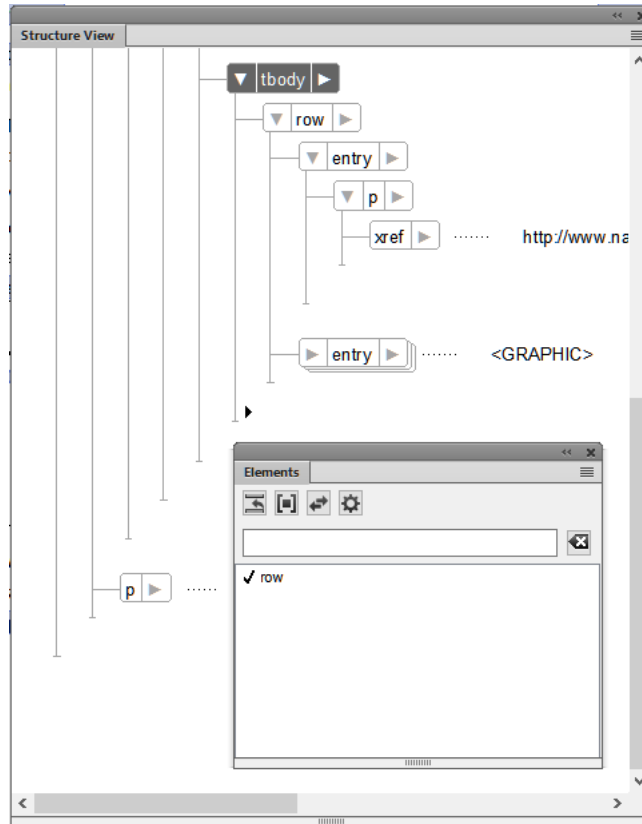 Structure View
tbody
row
entry
p
xref http://www.na
entry <GRAPHIC>
Elements
row
p